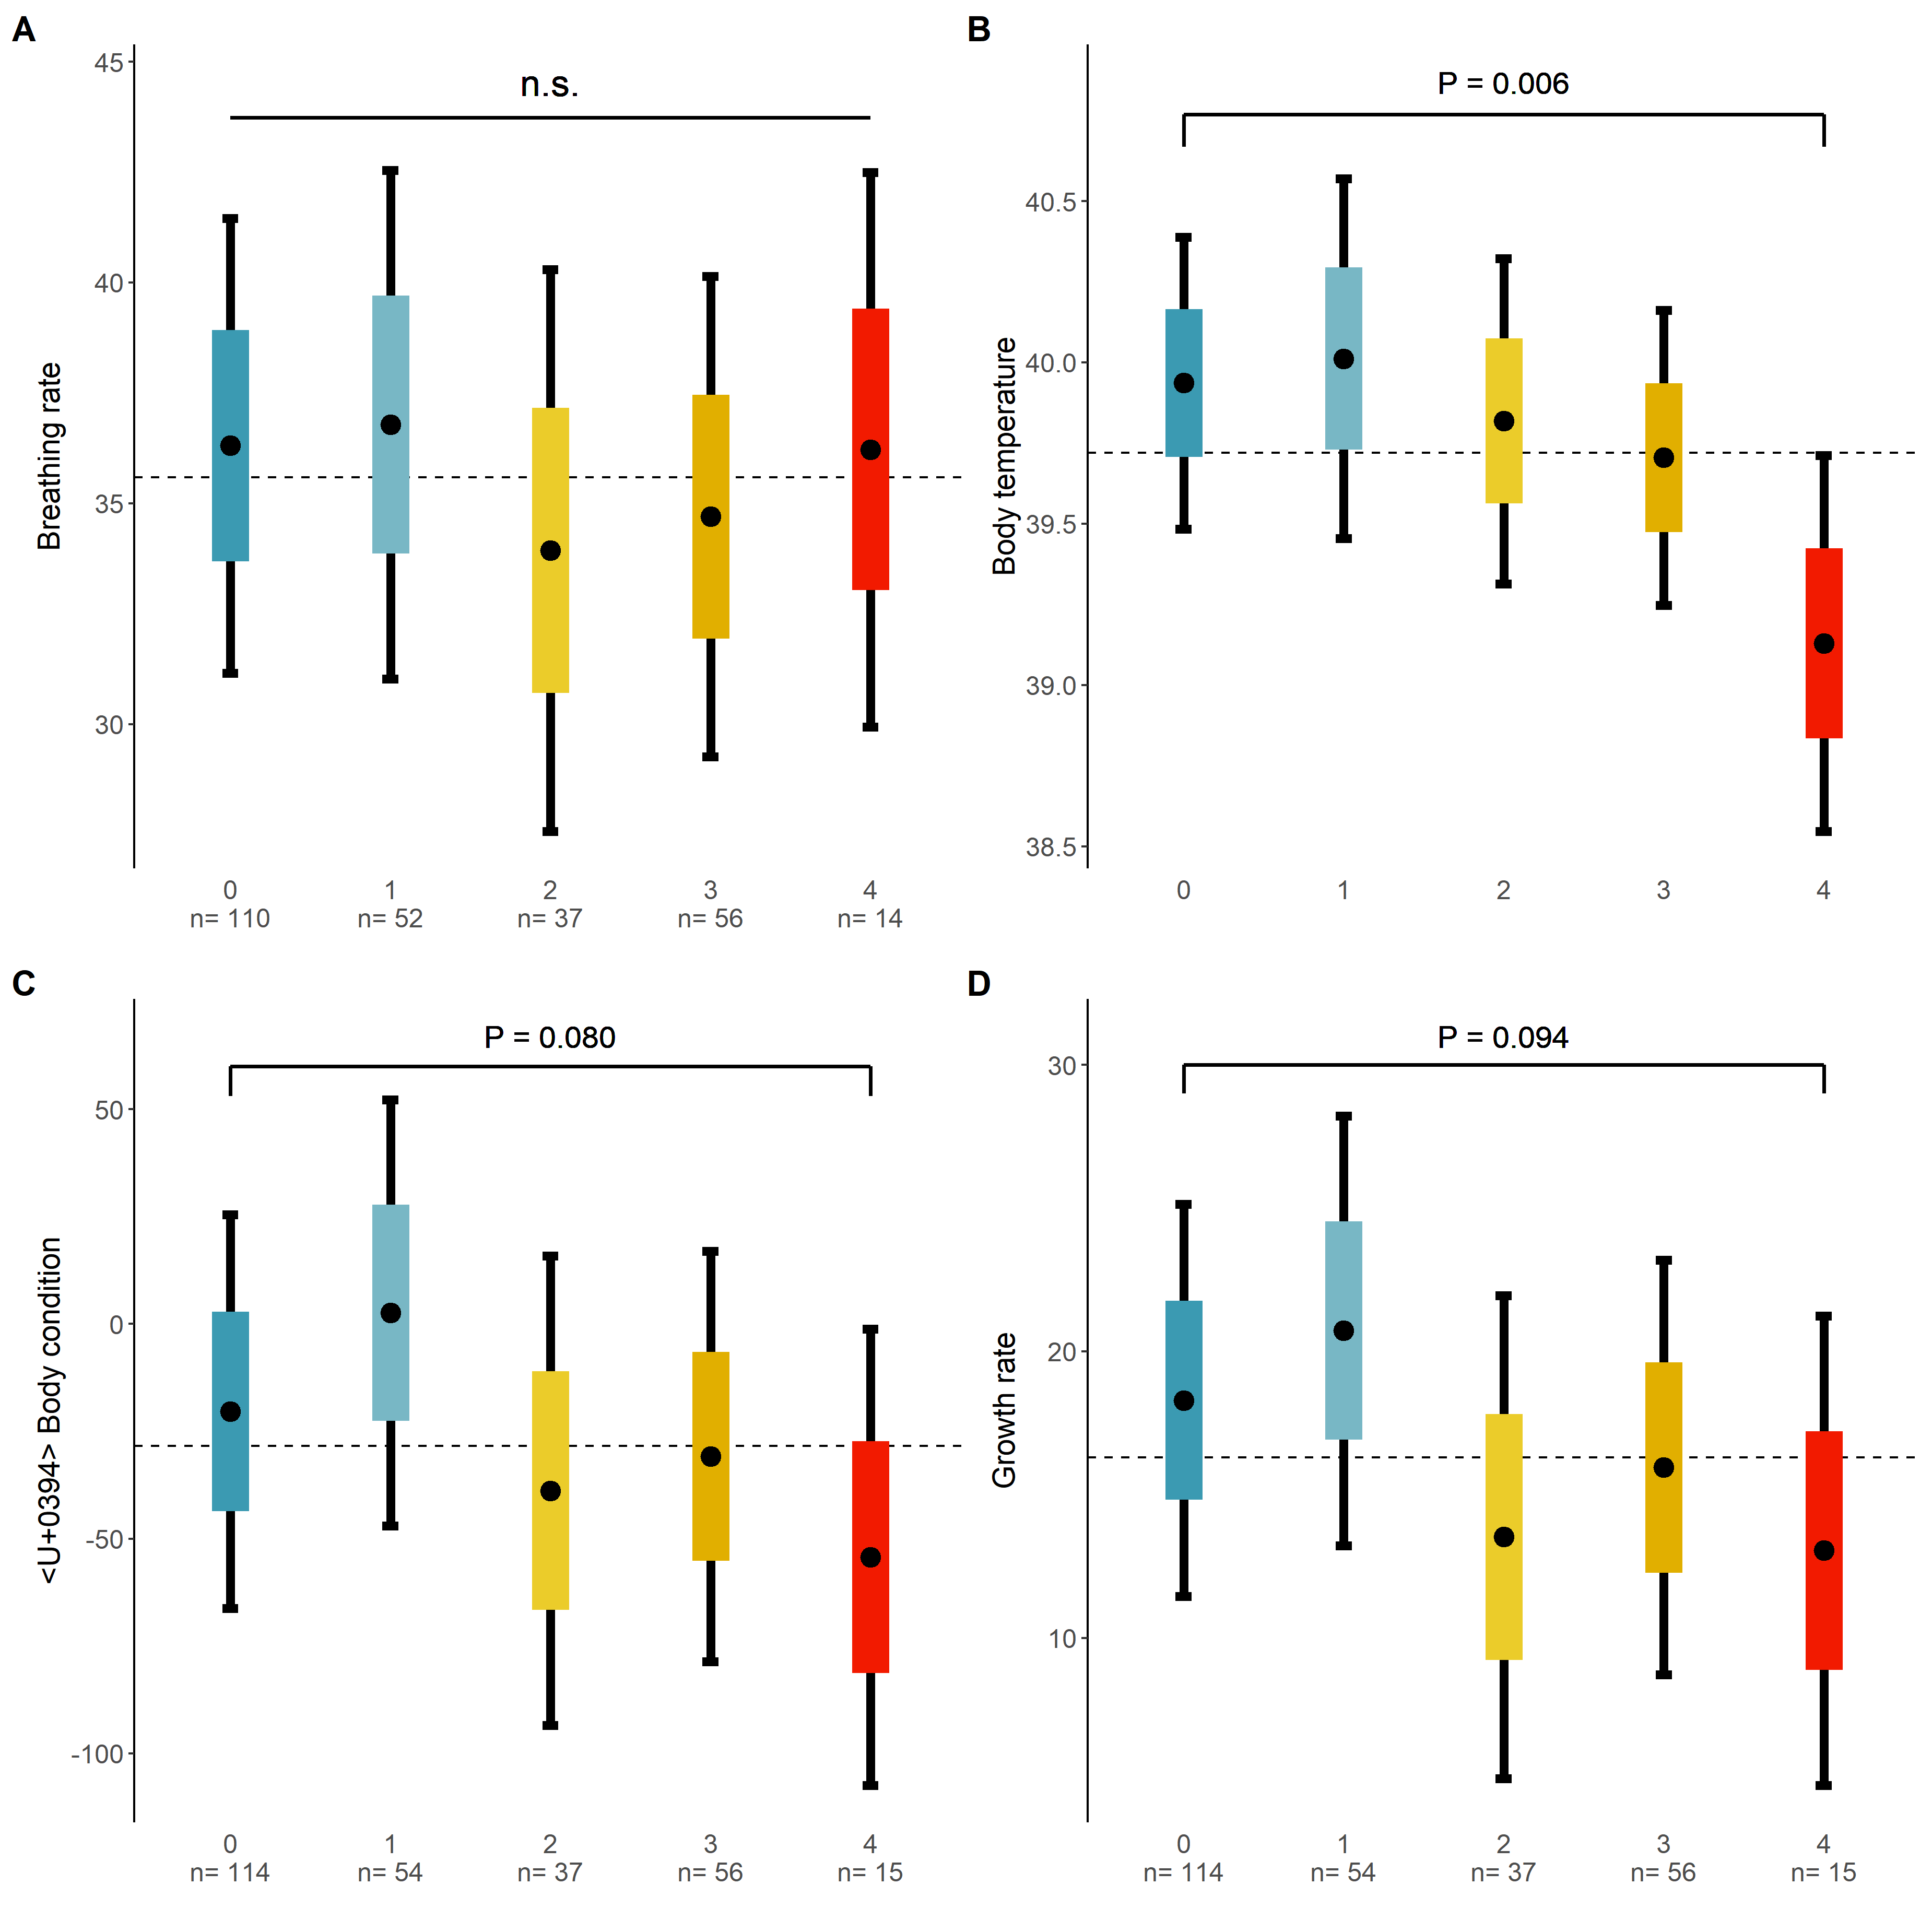 A
n.s.
Breathing rate
45
40
35
30
0 1 2 3 4
n= 110 n= 52 n= 37 n= 56 n= 14
B
P = 0.006
Body temperature
40.5
40.0
39.5
39.0
38.5
0 1 2 3 4
C
P = 0.080
<U+0394> Body condition
50
0
-50
-100
0 1 2 3 4
n= 114 n= 54 n= 37 n= 56 n= 15
D
P = 0.094
Growth rate
30
20
10
0 1 2 3 4
n= 114 n= 54 n= 37 n= 56 n= 15